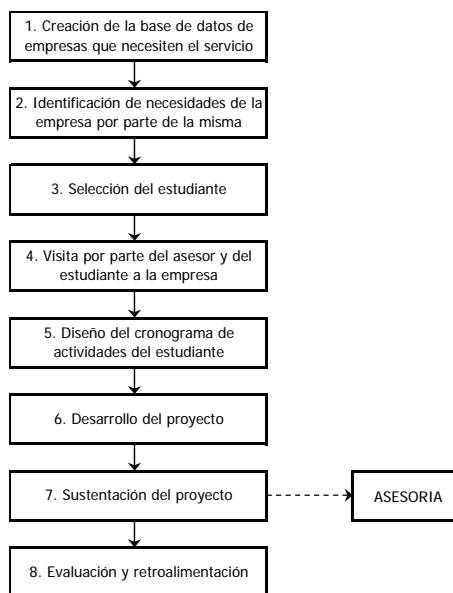 1. Creación de la base de datos de
empresas que necesiten el servicio
2. Identificación de necesidades de la
empresa por parte de la misma
3. Selección del estudiante
4. Visita por parte del asesor y del
estudiante a la empresa
5. Diseño del cronograma de
actividades del estudiante
6. Desarrollo del proyecto
7. Sustentación del proyecto
ASESORIA
8. Evaluación y retroalimentación